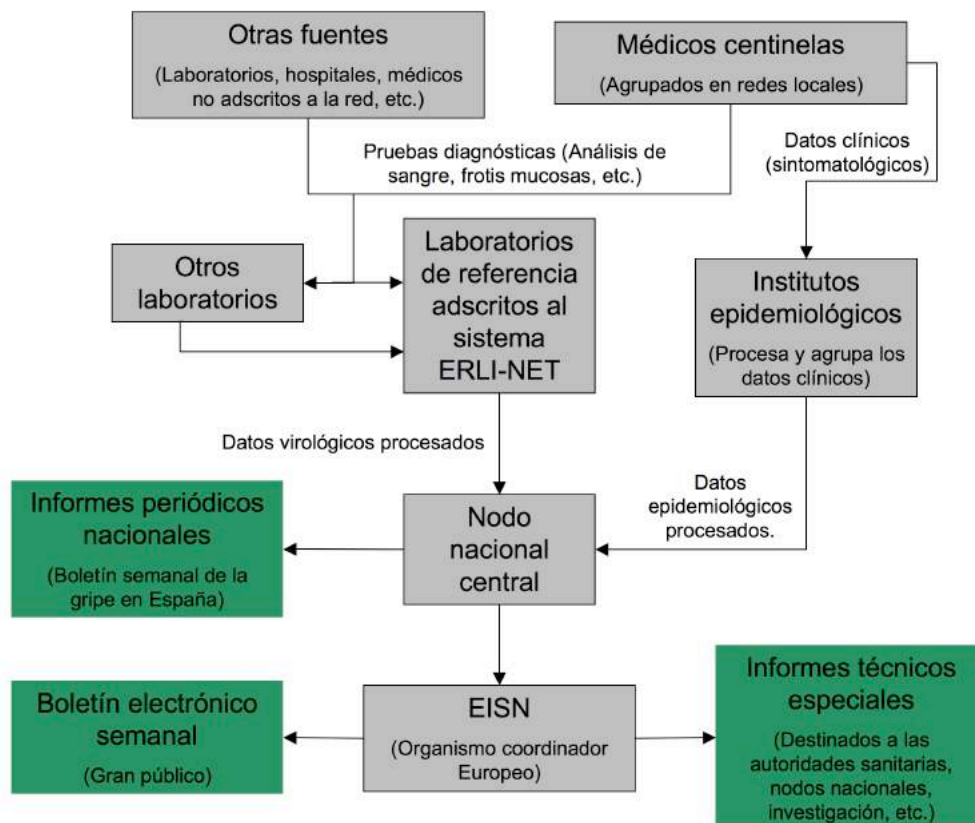 Otras fuentes
(Laboratorios, hospitales, médicos
no adscritos a la red, etc.)
Médicos centinelas
(Agrupados en redes locales)
Pruebas diagnósticas (Análisis de
sangre, frotis mucosas, etc.)
Datos clínicos
(sintomatológicos)
Otros
laboratorios
Laboratorios
de referencia
adscritos al
sistema
ERLI-NET
Institutos
epidemiológicos
(Procesa y agrupa los
datos clínicos)
Datos virológicos procesados
Datos
epidemiológicos
procesados.
Informes periódicos
nacionales
(Boletín semanal de la
gripe en España)
Nodo
nacional
central
Boletín electrónico
semanal
(Gran público)
EISN
(Organismo coordinador
Europeo)
Informes técnicos
especiales
(Destinados a las
autoridades sanitarias,
nodos nacionales,
investigación, etc.)